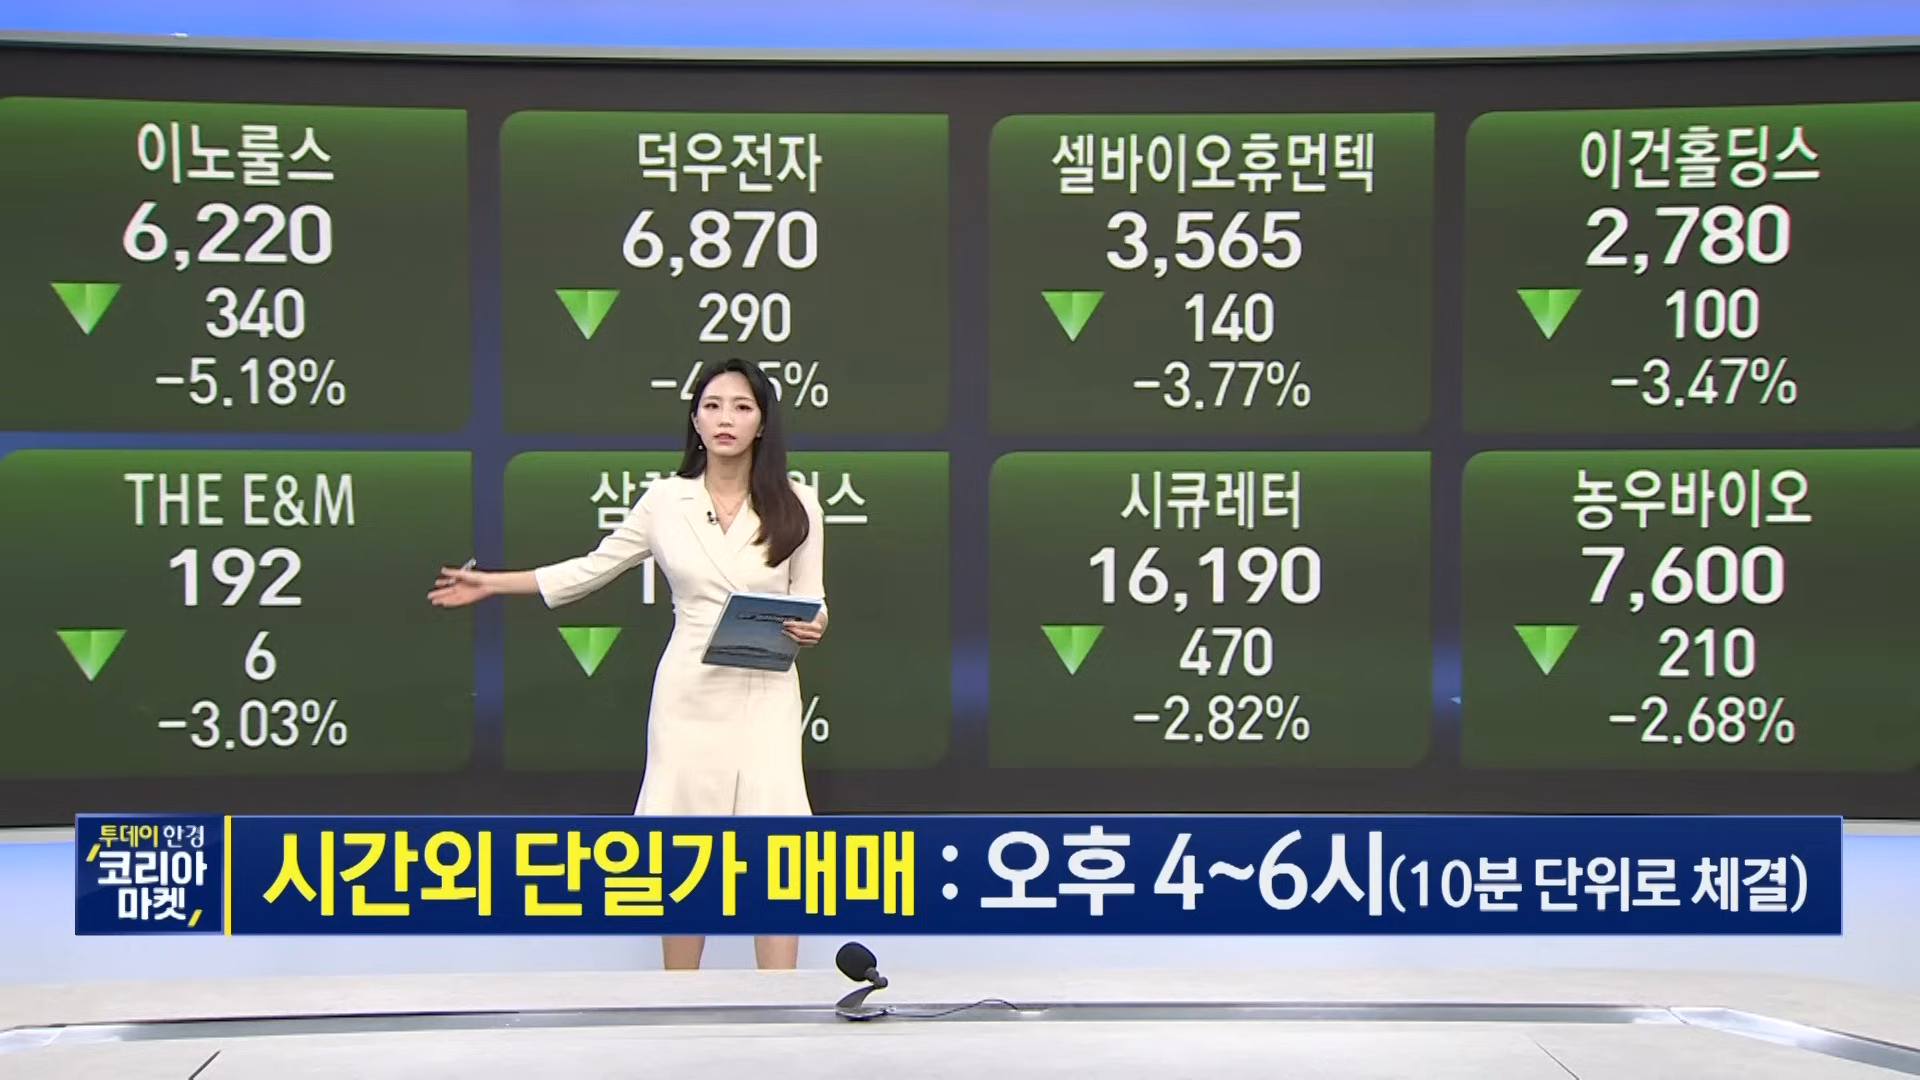 이노룰스
6,220
340
-5.18%
덕우전자
6,870
290
셀바이오휴먼텍
3,565
140
-3.77%
이건홀딩스
2,780
100
-3.47%
THE E&M
192
6
-3.03%
시큐레터
16,190
470
-2.82%
농우바이오
7,600
210
-2.68%
투데이 한경
코리아
마켓
시간외 단일가 매매 : 오후 4~6시(10분 단위로 체결)